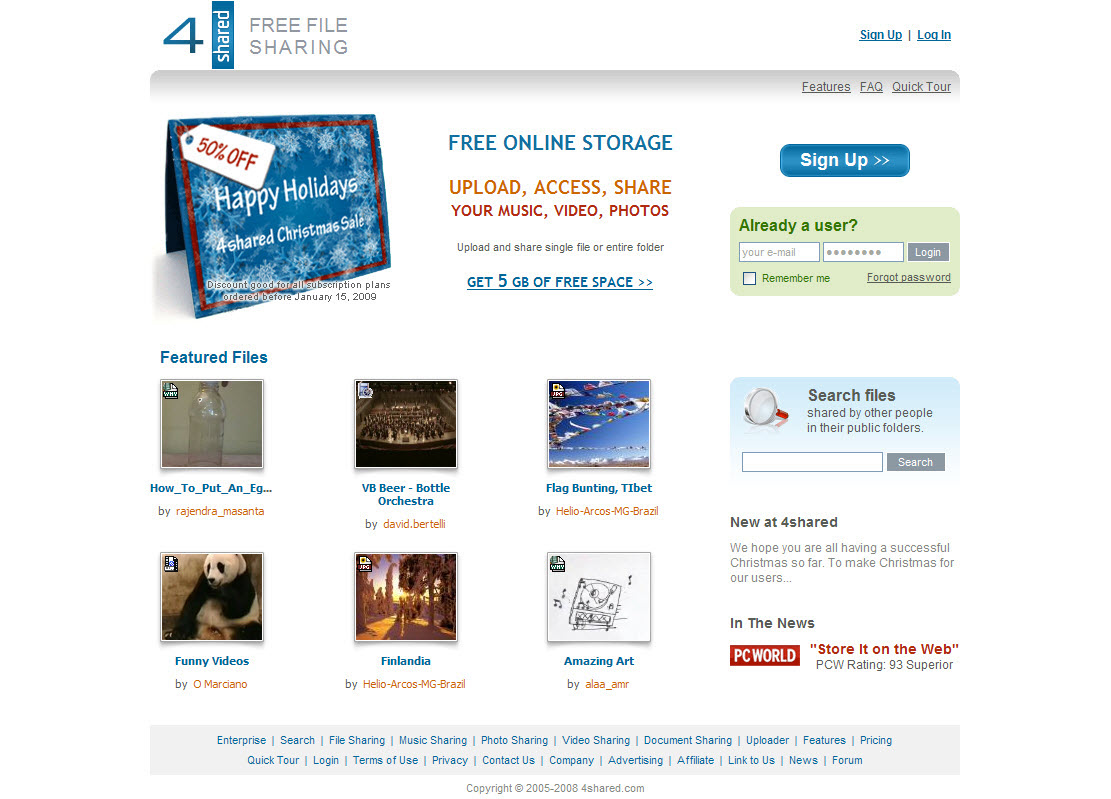 4 shared
FREE FILE
SHARING
Sign Up | Log In
Features FAQ Quick Tour
50% OFF
Happy Holidays
4shared Christmas Sale
Discount good for all subscription plans
ordered before January 15, 2009
FREE ONLINE STORAGE
UPLOAD, ACCESS, SHARE
YOUR MUSIC, VIDEO, PHOTOS
Upload and share single file or entire folder
GET 5 GB OF FREE SPACE >>
Sign Up >>
Already a user?
your e-mail
Login
Remember me
Forgot password
Featured Files
WMV
JPG
How_To_Put_An_Eg...
by rajendra_masanta
VB Beer - Bottle
Orchestra
by david.bertelli
Flag Bunting, TIbet
by Helio-Arcos-MG-Brazil
JPG
WMV
Funny Videos
by O Marciano
Finlandia
by Helio-Arcos-MG-Brazil
Amazing Art
by alaa_amr
Search files
shared by other people
in their public folders.
Search
New at 4shared
We hope you are all having a successful
Christmas so far. To make Christmas for
our users...
In The News
PC WORLD
"Store It on the Web"
PCW Rating: 93 Superior
Enterprise | Search | File Sharing | Music Sharing | Photo Sharing | Video Sharing | Document Sharing | Uploader | Features | Pricing
Quick Tour | Login | Terms of Use | Privacy | Contact Us | Company | Advertising | Affiliate | Link to Us | News | Forum
Copyright © 2005-2008 4shared.com